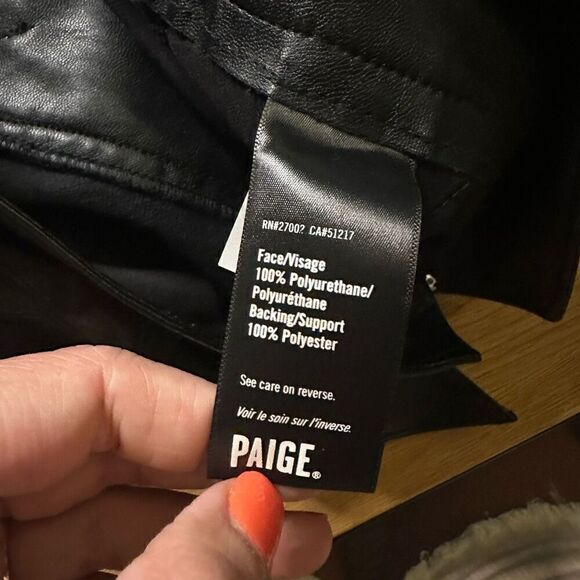 RN#2700? CA#51217
Face/Visage
100% Polyurethane/
Polyuréthane
Backing/Support
100% Polyester
See care on reverse.
Voir le soin sur l'inverse.
PAIGE®